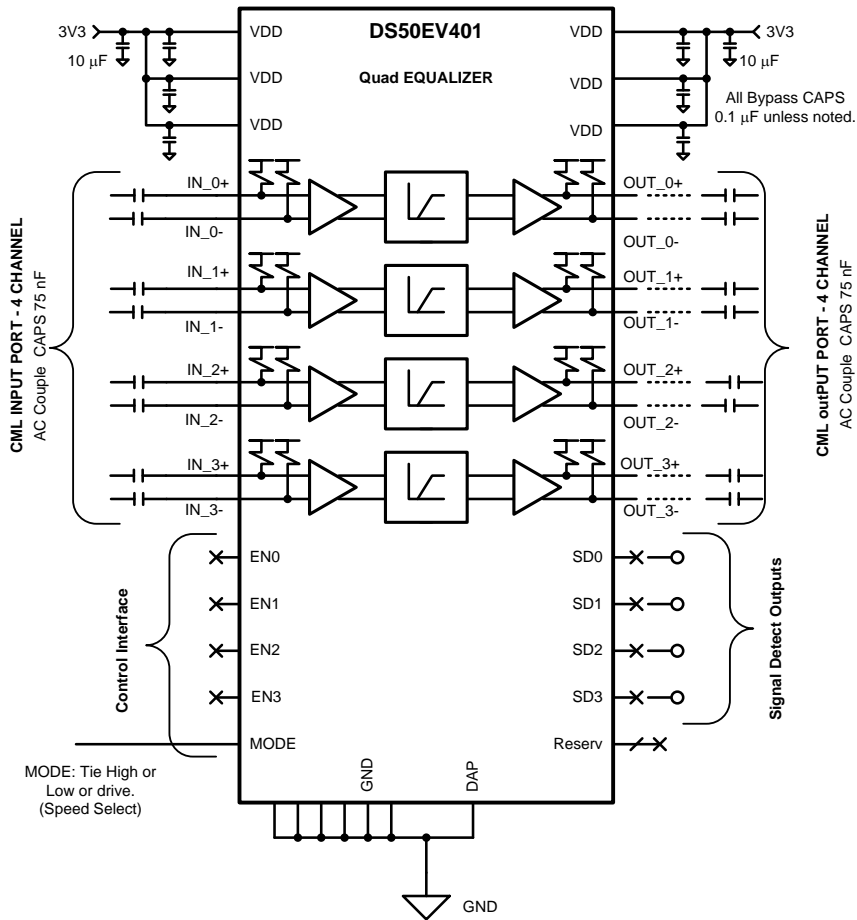 DS50EV401
Quad EQUALIZER
3V3
10 μF
VDD
VDD
VDD
VDD
VDD
VDD
3V3
10 μF
All Bypass CAPS
0.1 μF unless noted.
CML INPUT PORT - 4 CHANNEL
AC Couple CAPS 75 nF
IN_0+
IN_0-
IN_1+
IN_1-
IN_2+
IN_2-
IN_3+
IN_3-
OUT_0+
OUT_0-
OUT_1+
OUT_1-
OUT_2+
OUT_2-
OUT_3+
OUT_3-
CML outPUT PORT - 4 CHANNEL
AC Couple CAPS 75 nF
Control Interface
EN0
EN1
EN2
EN3
MODE
MODE: Tie High or
Low or drive.
(Speed Select)
SD0
SD1
SD2
SD3
Reserv
Signal Detect Outputs
GND
DAP
GND